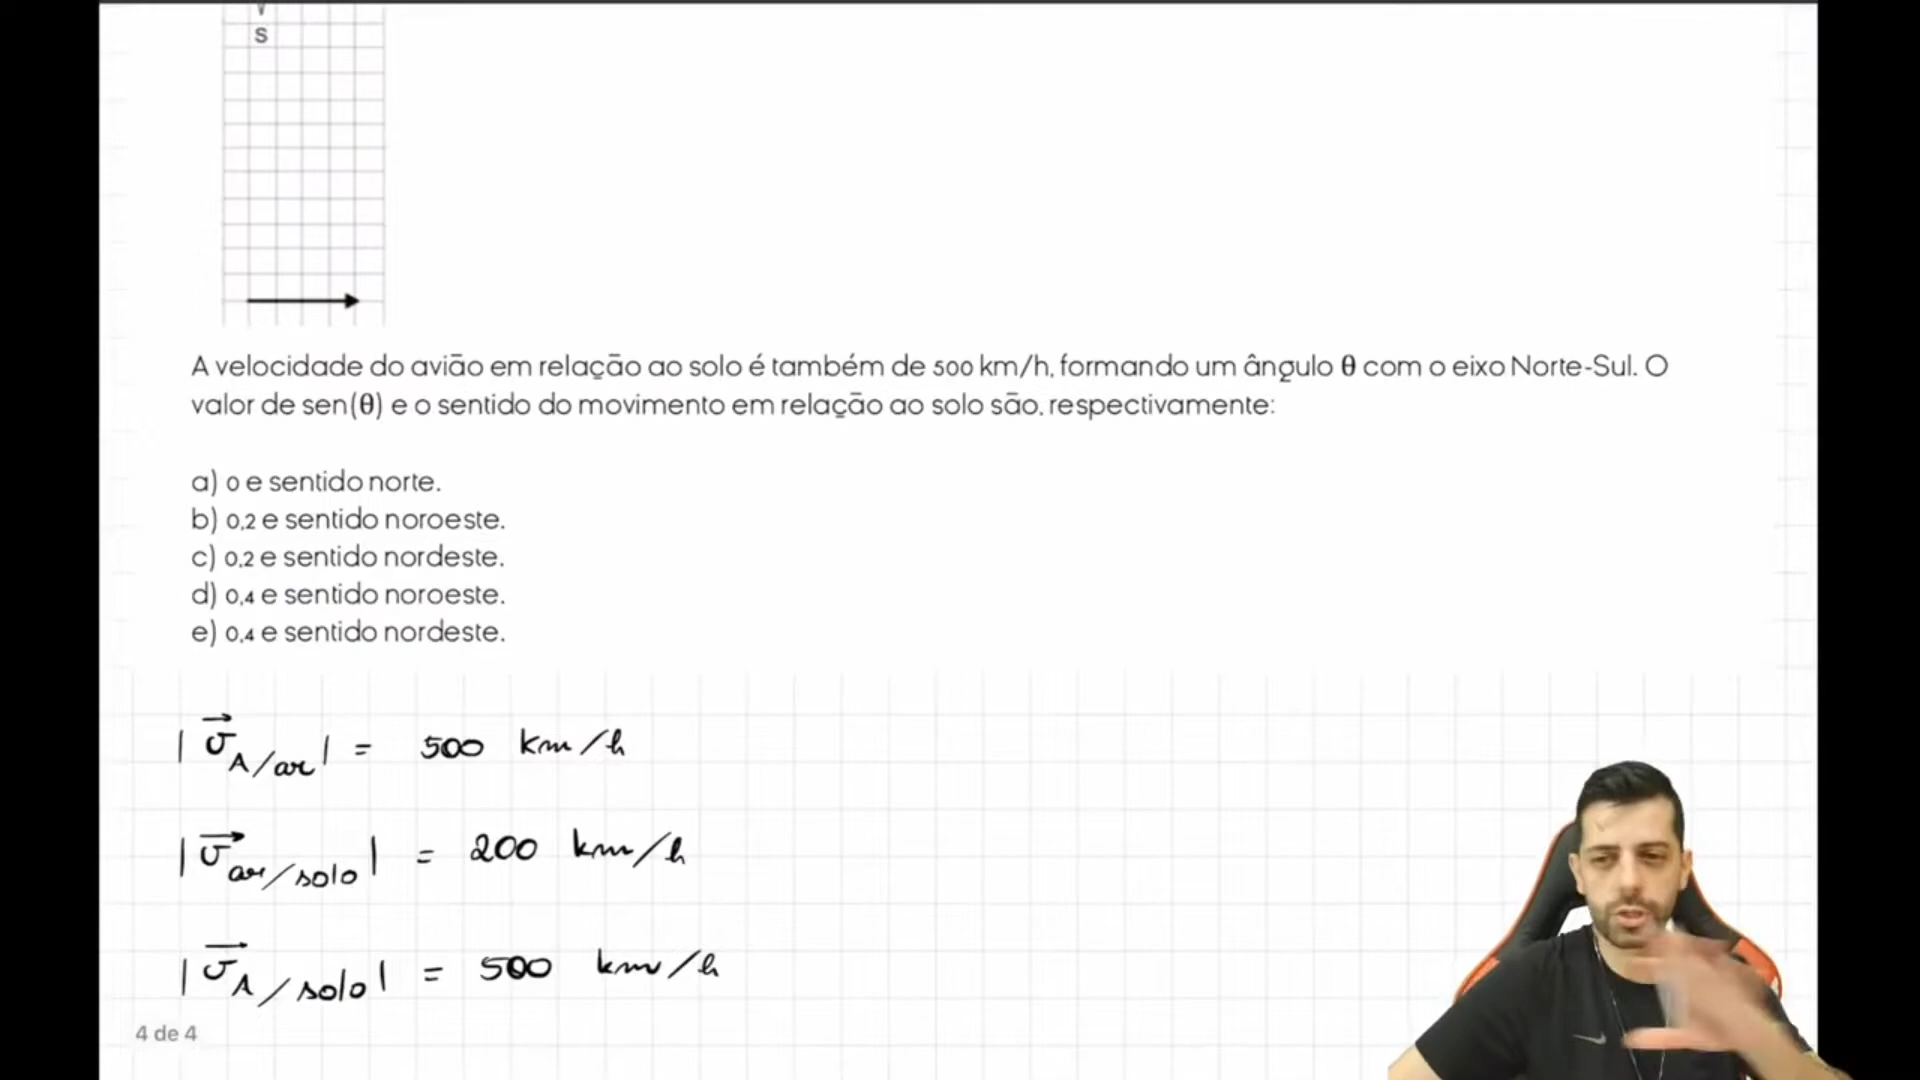 S
A velocidade do avião em relação ao solo é também de 500 km/h, formando um ângulo θ com o eixo Norte-Sul. O
valor de sen(θ) e o sentido do movimento em relação ao solo são, respectivamente:
a) 0 e sentido norte.
b) 0,2 e sentido noroeste.
c) 0,2 e sentido nordeste.
d) 0,4 e sentido noroeste.
e) 0,4 e sentido nordeste.
|v⃗ A/ar| = 500 km/h
|v⃗ ar/solo| = 200 km/h
|v⃗ A/solo| = 500 km/h
4 de 4